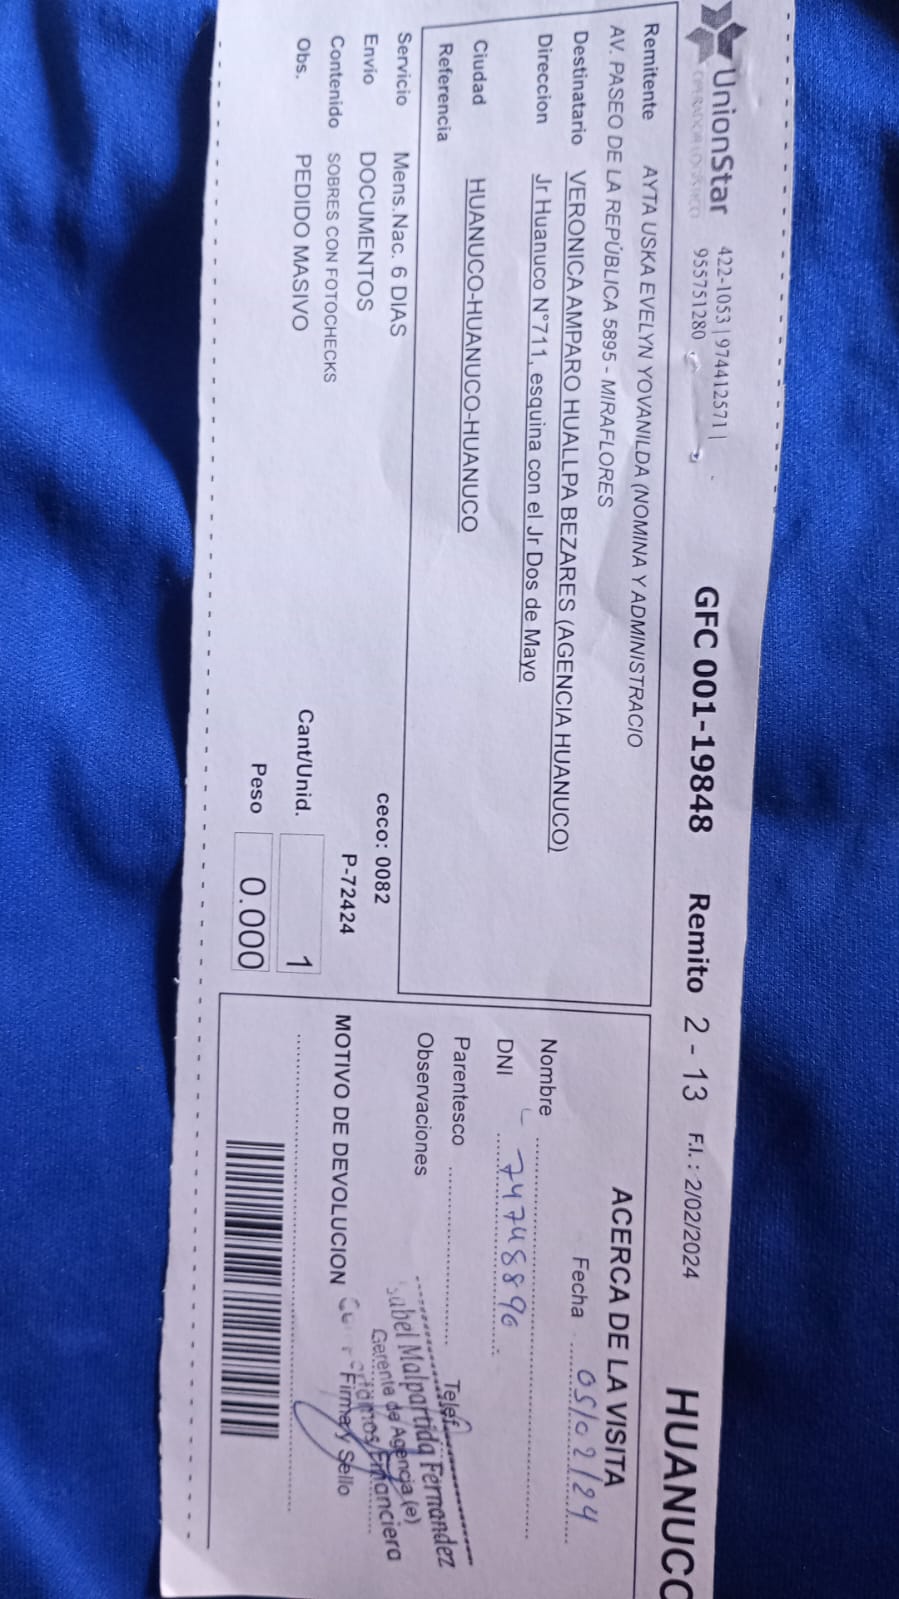 UnionStar
OPERADOR LOGÍSTICO
422-1053 | 974412571 |
955751280
GFC 001-19848 Remito 2 - 13 F.I.: 2/02/2024 HUANUCO
Remitente AYTA USKA EVELYN YOVANILDA (NOMINA Y ADMINISTRACIO
AV. PASEO DE LA REPÚBLICA 5895 - MIRAFLORES
Destinatario VERONICA AMPARO HUALLPA BEZARES (AGENCIA HUANUCO)
Direccion Jr Huanuco N°711, esquina con el Jr Dos de Mayo
Ciudad HUANUCO-HUANUCO-HUANUCO
Referencia
Servicio Mens.Nac. 6 DIAS
Envío DOCUMENTOS
Contenido SOBRES CON FOTOCHECKS
Obs. PEDIDO MASIVO
ceco: 0082
P-72424
Cant/Unid. 1
Peso 0.000
ACERCA DE LA VISITA
Fecha 05/02/24
Nombre
DNI 74748896
Parentesco Telef.
Observaciones
Isabel Malpartida Fernandez
Gerente de Agencia (e)
Financiera
MOTIVO DE DEVOLUCION
Firma y Sello